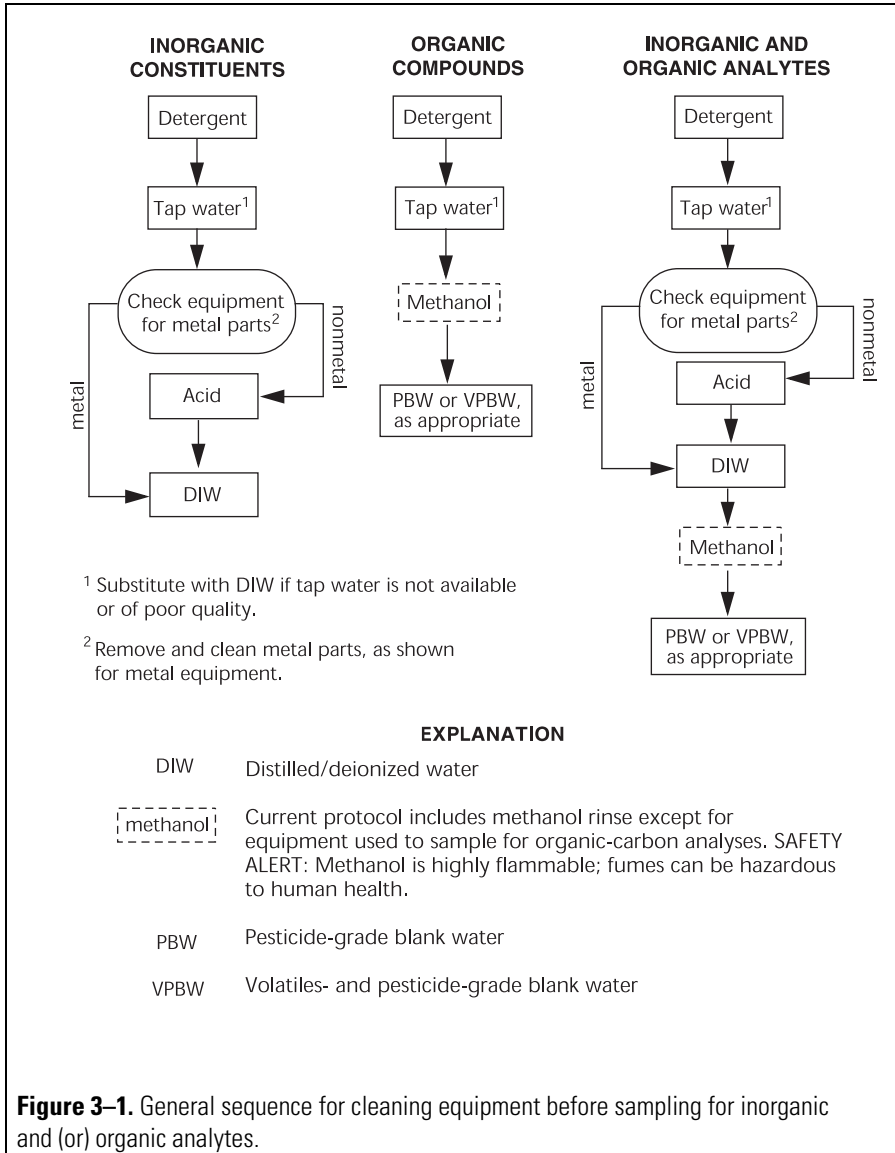 INORGANIC
CONSTITUENTS
Detergent
Tap water¹
Check equipment
for metal parts²
metal
nonmetal
Acid
DIW
ORGANIC
COMPOUNDS
Detergent
Tap water¹
Methanol
PBW or VPBW,
as appropriate
INORGANIC AND
ORGANIC ANALYTES
Detergent
Tap water¹
Check equipment
for metal parts²
metal
nonmetal
Acid
DIW
Methanol
PBW or VPBW,
as appropriate
¹ Substitute with DIW if tap water is not available
or of poor quality.
² Remove and clean metal parts, as shown
for metal equipment.
EXPLANATION
DIW Distilled/deionized water
methanol Current protocol includes methanol rinse except for
equipment used to sample for organic-carbon analyses. SAFETY
ALERT: Methanol is highly flammable; fumes can be hazardous
to human health.
PBW Pesticide-grade blank water
VPBW Volatiles- and pesticide-grade blank water
Figure 3–1. General sequence for cleaning equipment before sampling for inorganic
and (or) organic analytes.